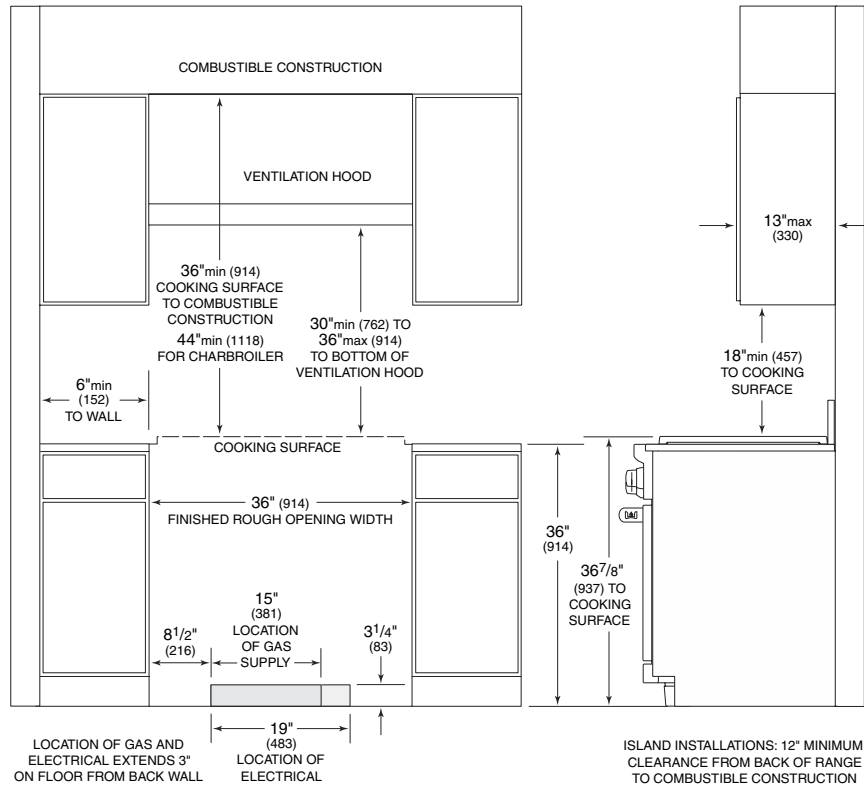 COMBUSTIBLE CONSTRUCTION
VENTILATION HOOD
36"min (914)
COOKING SURFACE
TO COMBUSTIBLE
CONSTRUCTION
44"min (1118)
FOR CHARBROILER
30"min (762) TO
36"max (914)
TO BOTTOM OF
VENTILATION HOOD
6"min
(152)
TO WALL
COOKING SURFACE
36" (914)
FINISHED ROUGH OPENING WIDTH
8 1/2"
(216)
15"
(381)
LOCATION
OF GAS
SUPPLY
3 1/4"
(83)
19"
(483)
LOCATION OF
ELECTRICAL
LOCATION OF GAS AND
ELECTRICAL EXTENDS 3"
ON FLOOR FROM BACK WALL
13"max
(330)
18"min (457)
TO COOKING
SURFACE
36"
(914)
36 7/8"
(937) TO
COOKING
SURFACE
ISLAND INSTALLATIONS: 12" MINIMUM
CLEARANCE FROM BACK OF RANGE
TO COMBUSTIBLE CONSTRUCTION